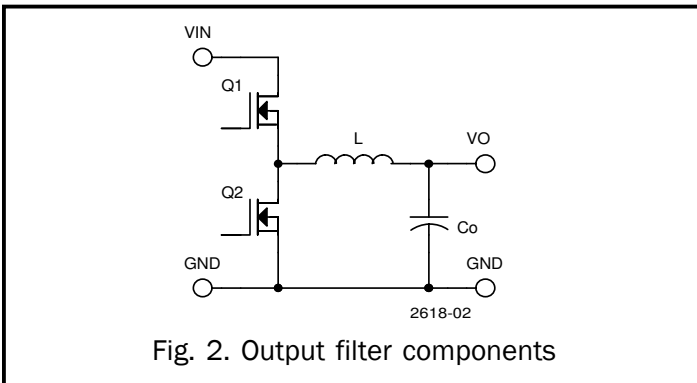 VIN
Q1
L
VO
Q2
Co
GND
GND
2618-02
Fig. 2. Output filter components